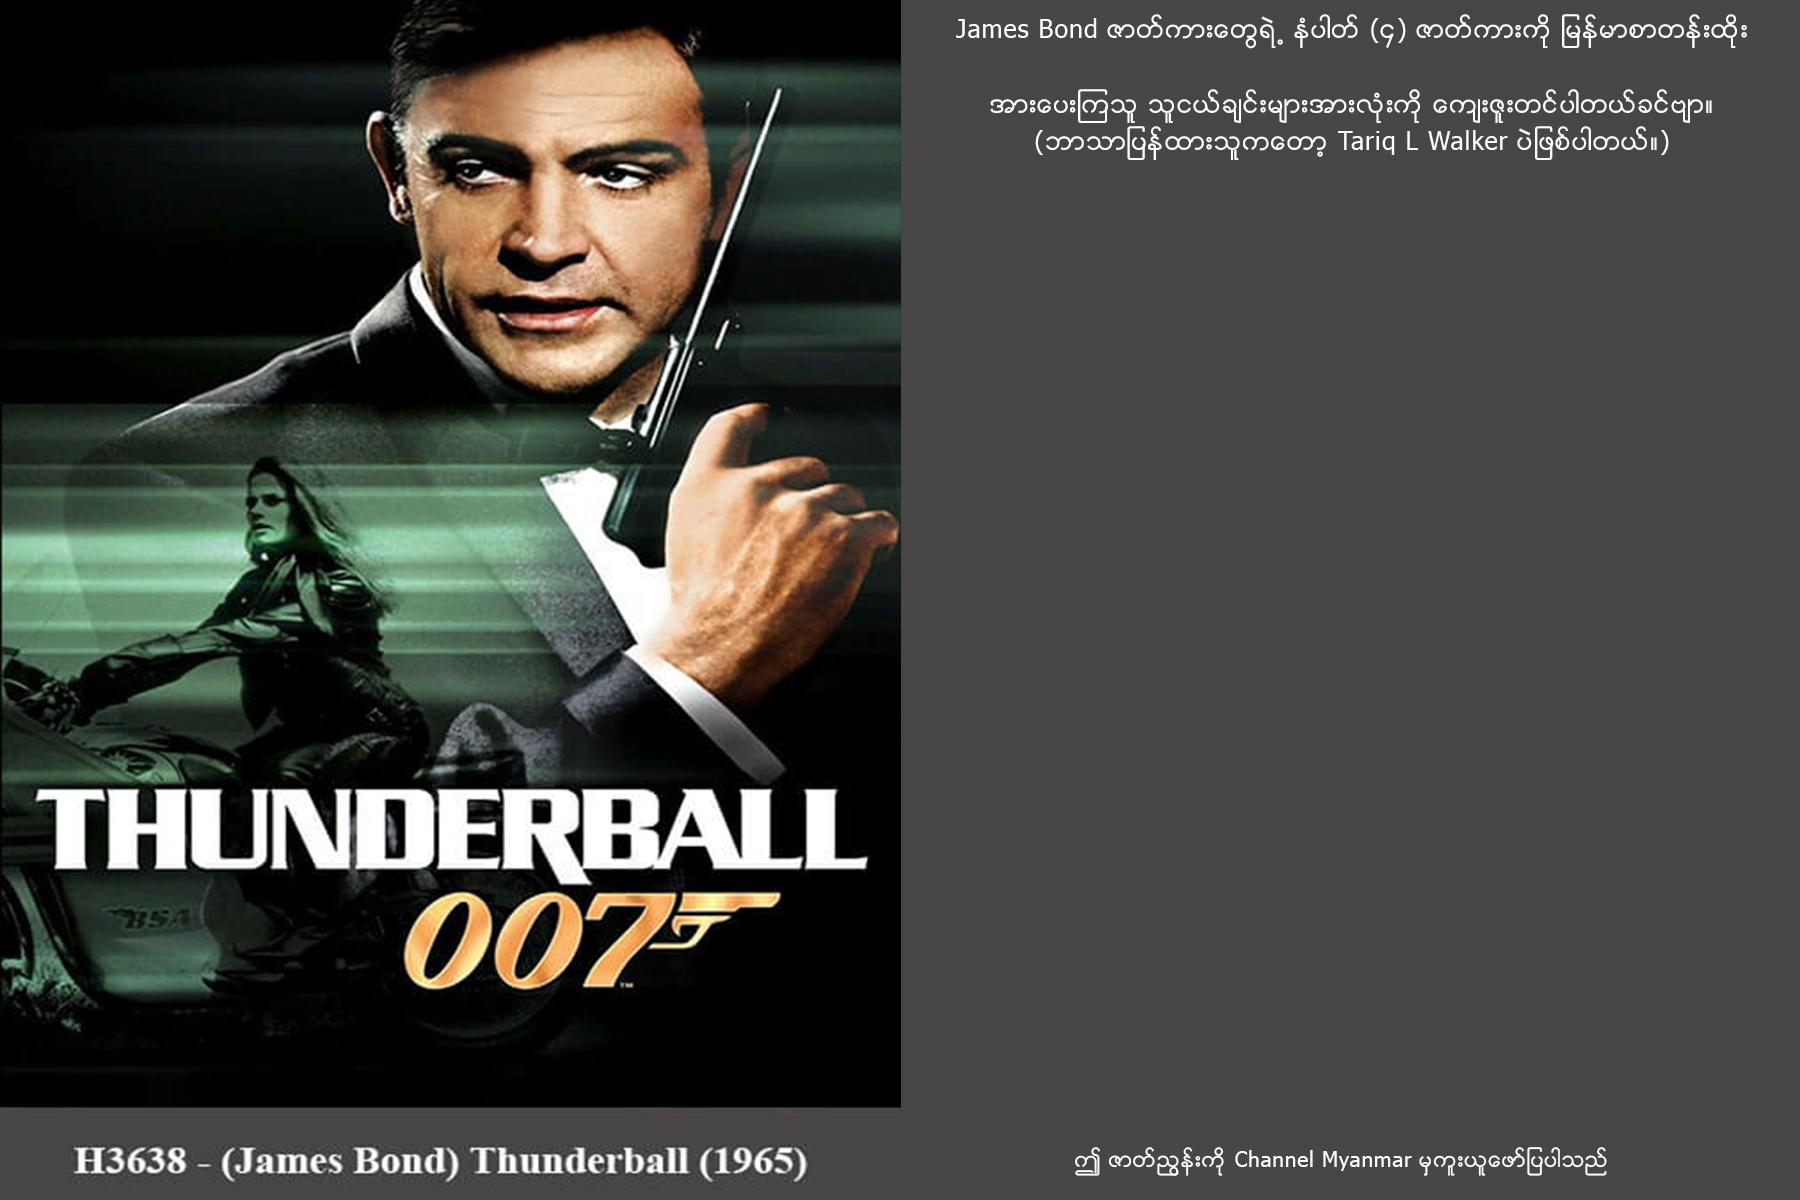 James Bond ဇာတ်ကားတွေရဲ့ နံပါတ် (၄) ဇာတ်ကားကို မြန်မာစာတန်းထိုး
အားပေးကြသူ သူငယ်ချင်းများအားလုံးကို ကျေးဇူးတင်ပါတယ်ခင်ဗျာ။
(ဘာသာပြန်ထားသူကတော့ Tariq L Walker ပဲဖြစ်ပါတယ်။)
THUNDERBALL
007
TM
BSA
H3638 - (James Bond) Thunderball (1965)
ဤ ဇာတ်ညွှန်းကို Channel Myanmar မှကူးယူဖော်ပြပါသည်